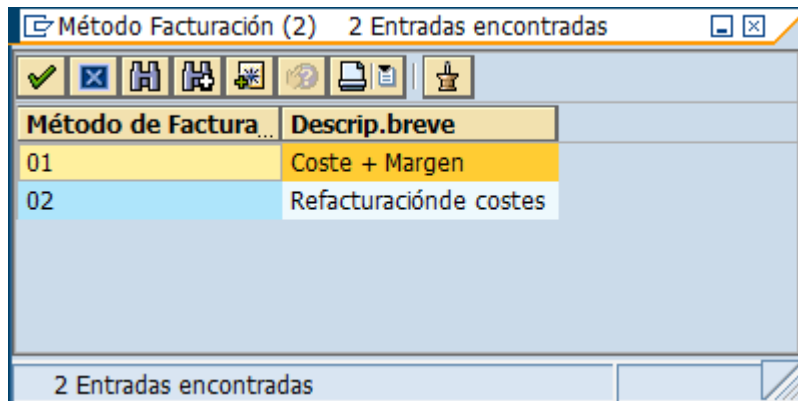 Método Facturación (2) 2 Entradas encontradas
Método de Factura... Descrip.breve
01 Coste + Margen
02 Refacturaciónde costes
2 Entradas encontradas